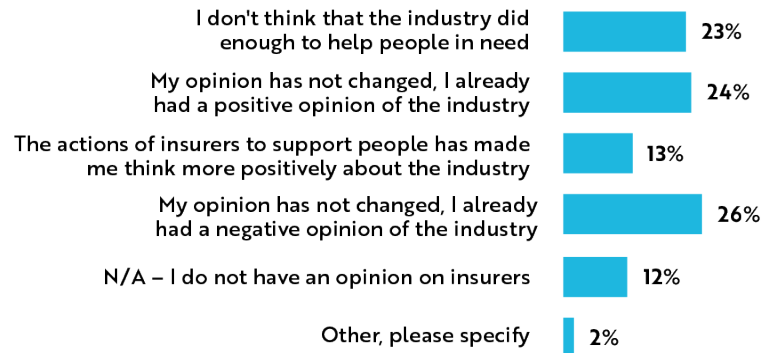 I don't think that the industry did
enough to help people in need
23%
My opinion has not changed, I already
had a positive opinion of the industry
24%
The actions of insurers to support people has made
me think more positively about the industry
13%
My opinion has not changed, I already
had a negative opinion of the industry
26%
N/A – I do not have an opinion on insurers
12%
Other, please specify
2%